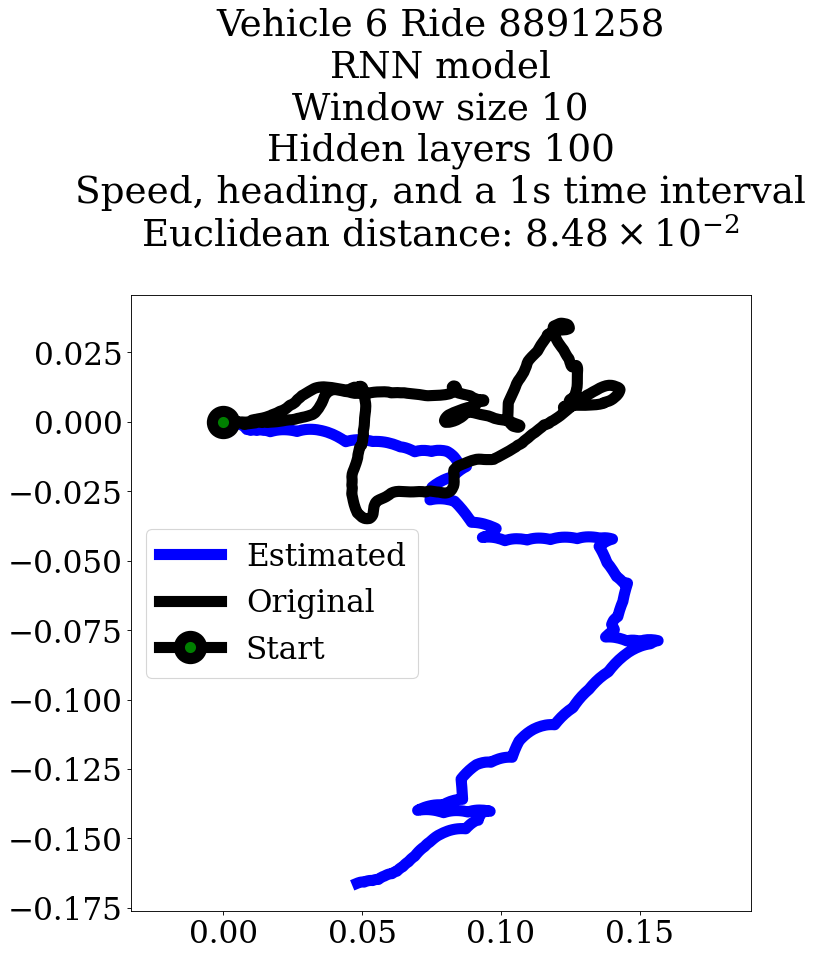 Vehicle 6 Ride 8891258
RNN model
Window size 10
Hidden layers 100
Speed, heading, and a 1s time interval
Euclidean distance: 8.48 × 10⁻²
0.025
0.000
−0.025
−0.050
−0.075
−0.100
−0.125
−0.150
−0.175
Estimated
Original
Start
0.00 0.05 0.10 0.15